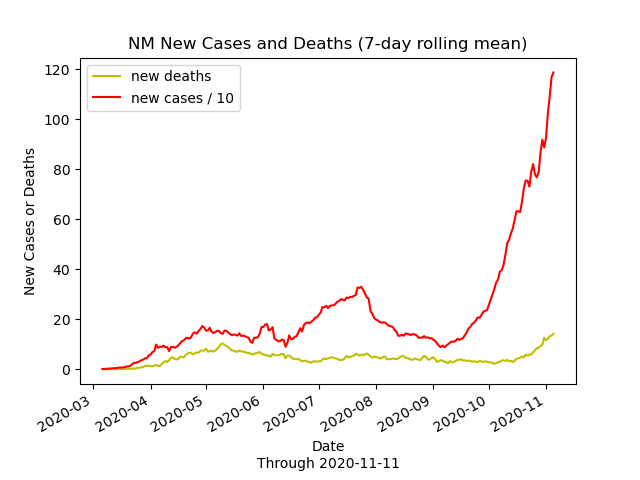 NM New Cases and Deaths (7-day rolling mean)
new deaths
new cases / 10
New Cases or Deaths
120
100
80
60
40
20
0
2020-03
2020-04
2020-05
2020-06
2020-07
2020-08
2020-09
2020-10
2020-11
Date
Through 2020-11-11